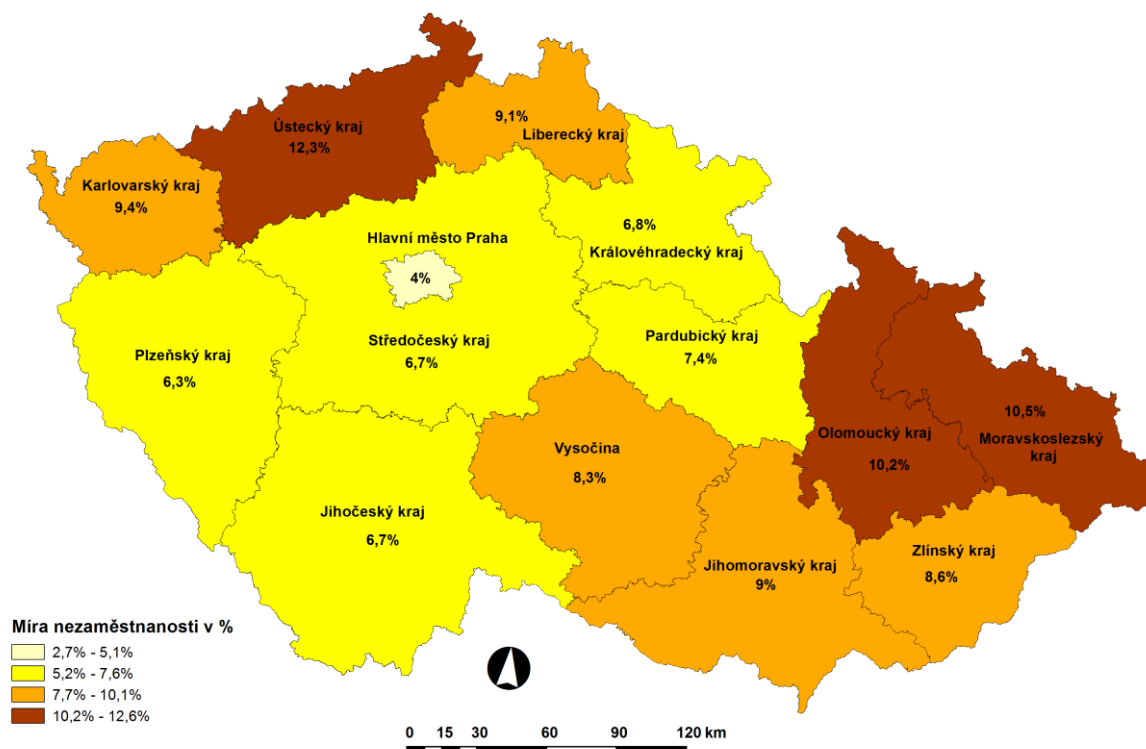 Ústecký kraj
12,3%
9,1%
Liberecký kraj
Karlovarský kraj
9,4%
6,8%
Královéhradecký kraj
Hlavní město Praha
4%
Středočeský kraj
6,7%
Pardubický kraj
7,4%
Plzeňský kraj
6,3%
10,5%
Moravskoslezský
kraj
Olomoucký kraj
10,2%
Vysočina
8,3%
Jihočeský kraj
6,7%
Jihomoravský kraj
9%
Zlínský kraj
8,6%
Míra nezaměstnanosti v %
2,7% - 5,1%
5,2% - 7,6%
7,7% - 10,1%
10,2% - 12,6%
0 15 30 60 90 120 km